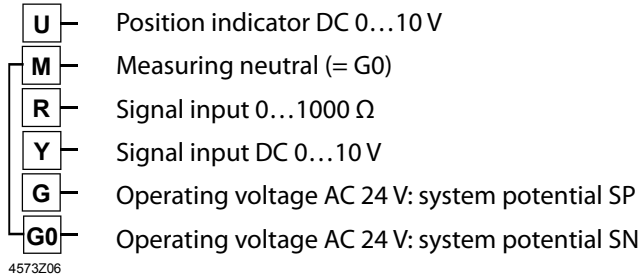 U Position indicator DC 0…10 V
M Measuring neutral (= G0)
R Signal input 0…1000 Ω
Y Signal input DC 0…10 V
G Operating voltage AC 24 V: system potential SP
G0 Operating voltage AC 24 V: system potential SN
4573Z06